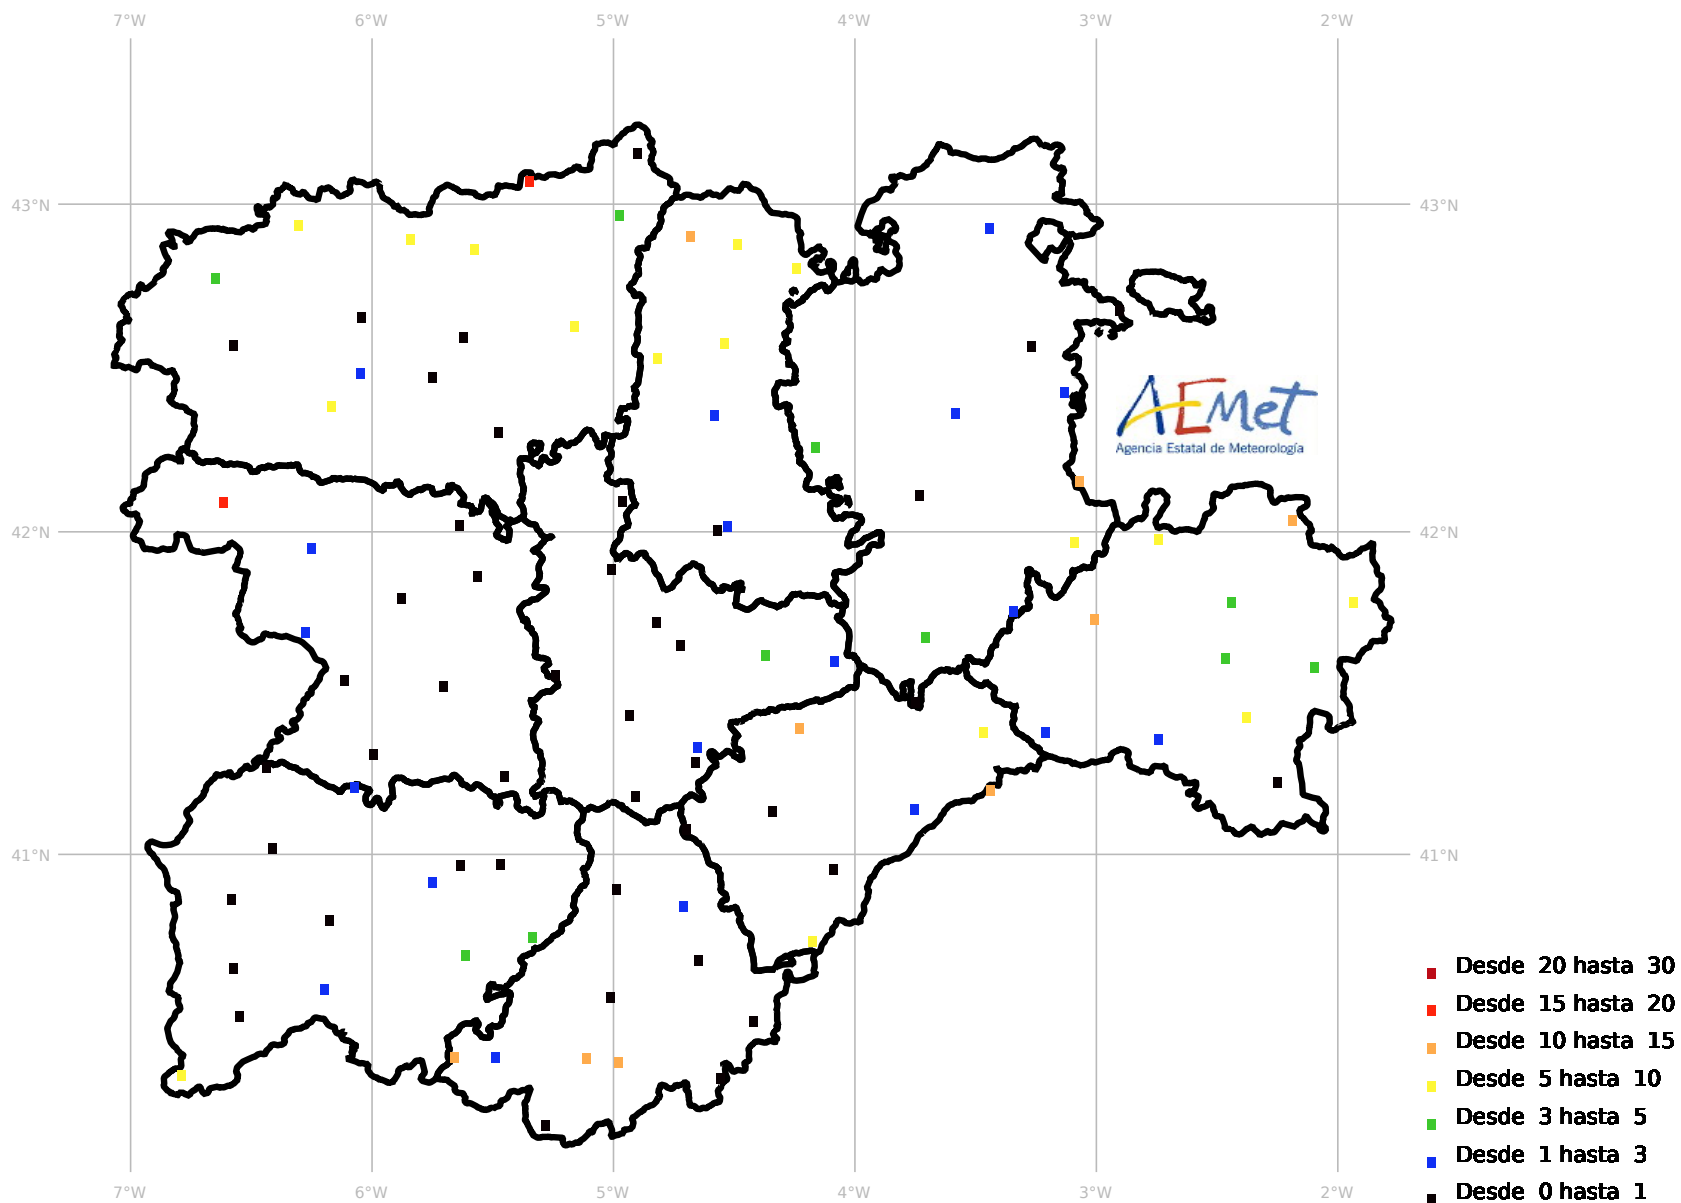 7°W 6°W 5°W 4°W 3°W 2°W
43°N 43°N
AEMet
Agencia Estatal de Meteorología
42°N 42°N
41°N 41°N
Desde 20 hasta 30
Desde 15 hasta 20
Desde 10 hasta 15
Desde 5 hasta 10
Desde 3 hasta 5
Desde 1 hasta 3
Desde 0 hasta 1
7°W 6°W 5°W 4°W 3°W 2°W